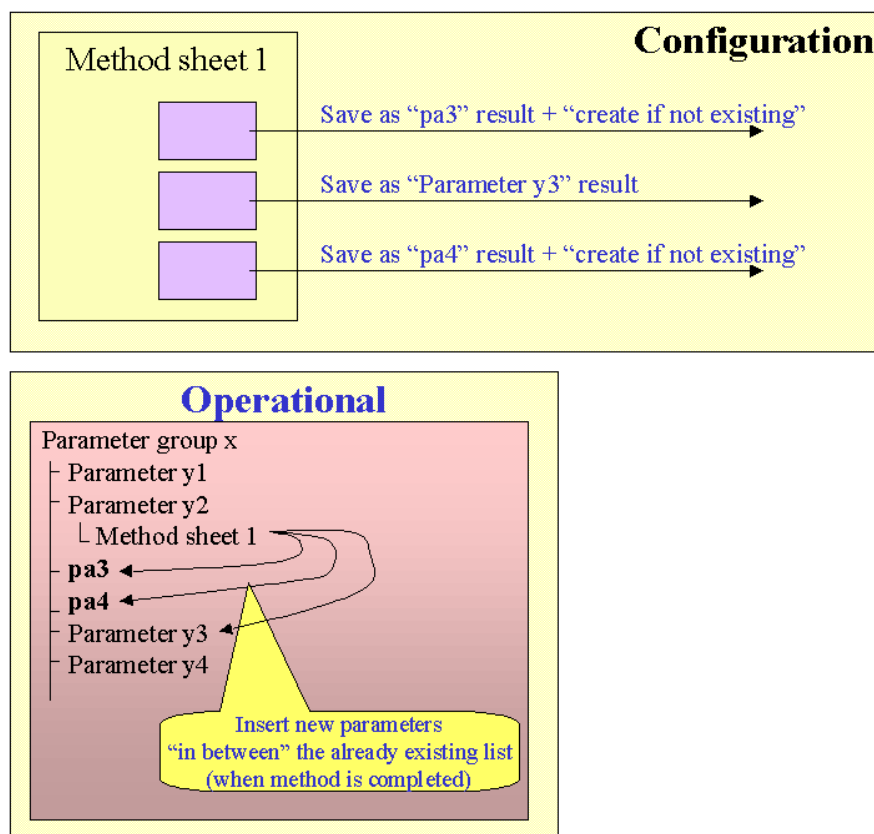 Configuration
Method sheet 1
Save as “pa3” result + “create if not existing”
Save as “Parameter y3” result
Save as “pa4” result + “create if not existing”
Operational
Parameter group x
Parameter y1
Parameter y2
Method sheet 1
pa3
pa4
Parameter y3
Parameter y4
Insert new parameters
“in between” the already existing list
(when method is completed)